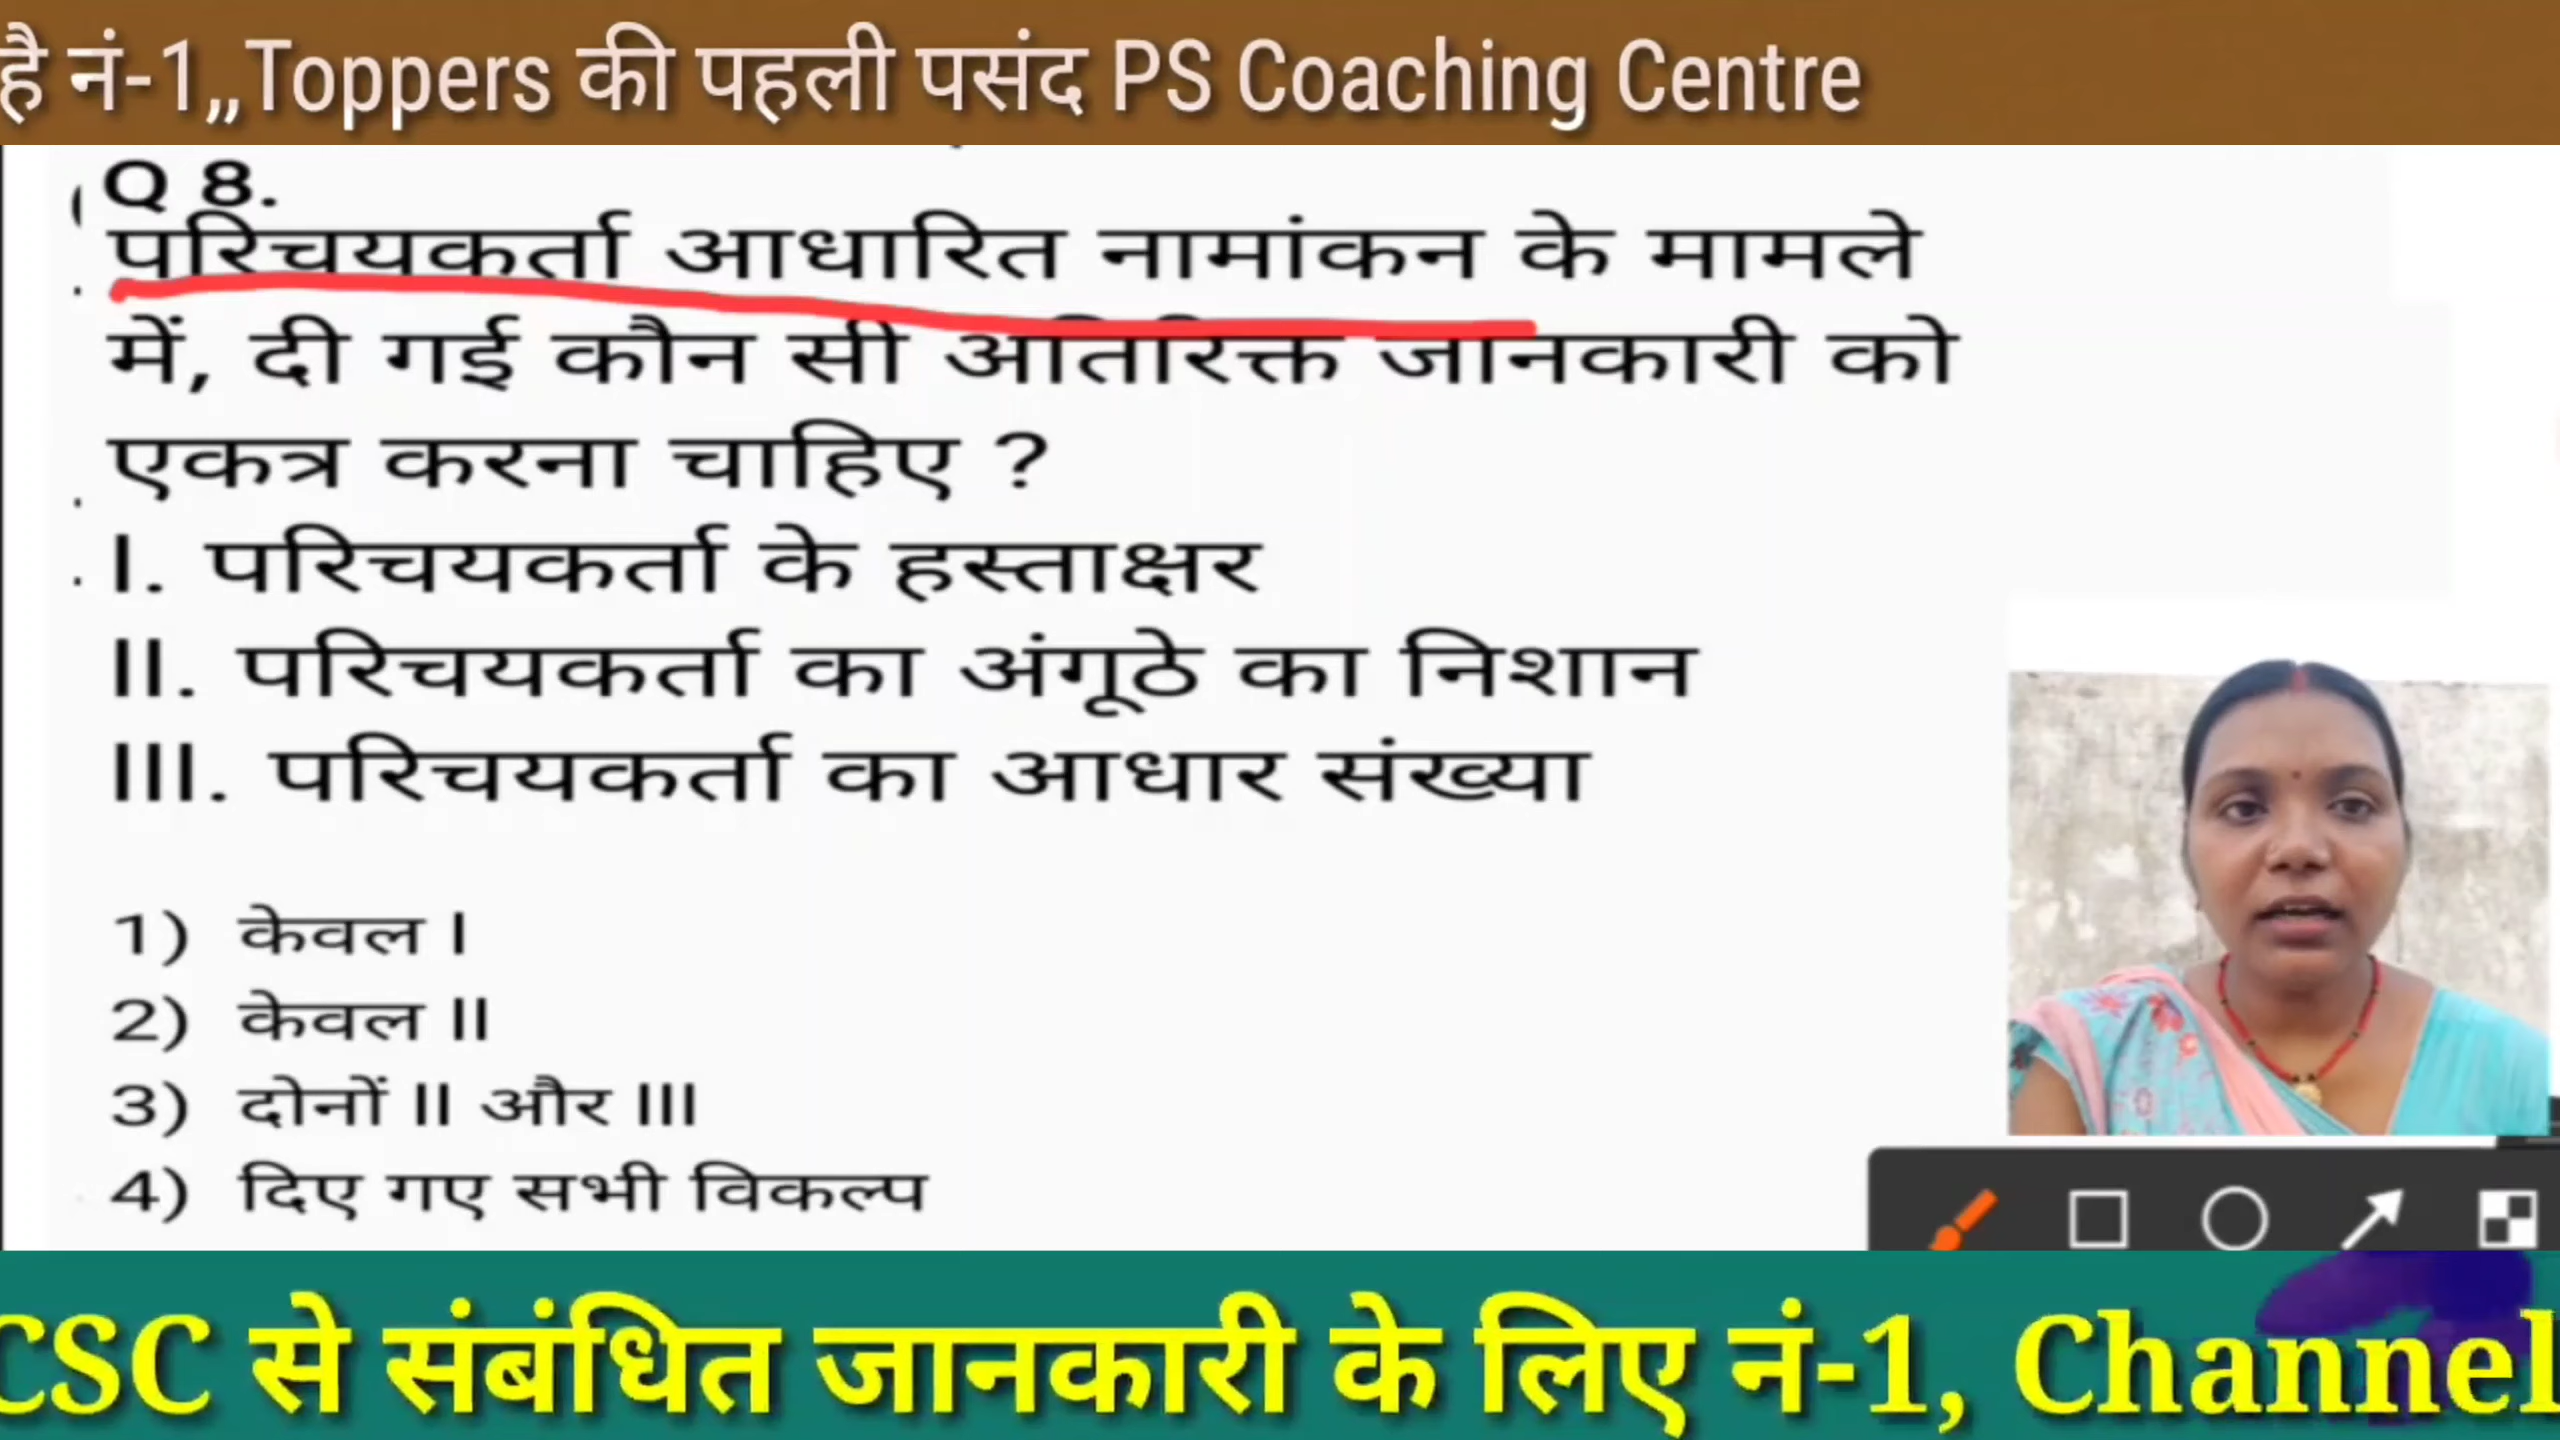 है नं-1,,Toppers की पहली पसंद PS Coaching Centre
Q 8.
परिचयकर्ता आधारित नामांकन के मामले
में, दी गई कौन सी अतिरिक्त जानकारी को
एकत्र करना चाहिए ?
I. परिचयकर्ता के हस्ताक्षर
II. परिचयकर्ता का अंगूठे का निशान
III. परिचयकर्ता का आधार संख्या
1) केवल I
2) केवल II
3) दोनों II और III
4) दिए गए सभी विकल्प
CSC से संबंधित जानकारी के लिए नं-1, Channel